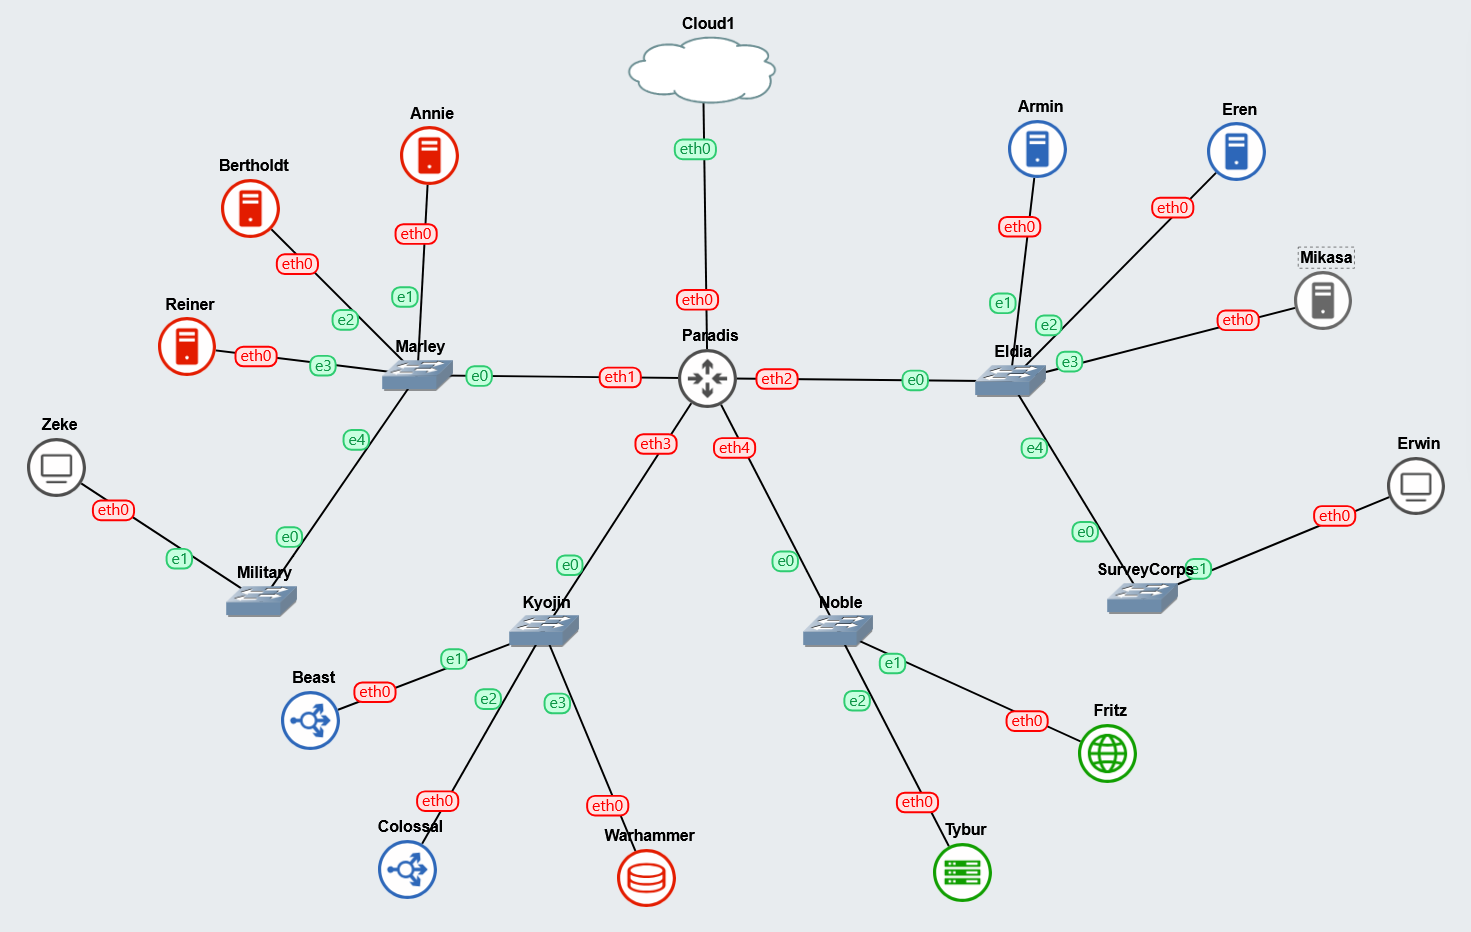 Cloud1
Armin
Eren
Annie
eth0
Bertholdt
eth0
eth0
eth0
Mikasa
eth0
e1
e1
eth0
Reiner
e2
eth0
e2
Paradis
Marley
Eldia
eth0
e3
e3
e0
eth1
eth2
e0
Zeke
e4
eth3
eth4
e4
Erwin
eth0
eth0
e0
e0
e1
e0
e0
Military
SurveyCorps
e1
Kyojin
Noble
Beast
e1
e1
eth0
e2
e3
e2
Fritz
eth0
eth0
eth0
eth0
Colossal
Warhammer
Tybur